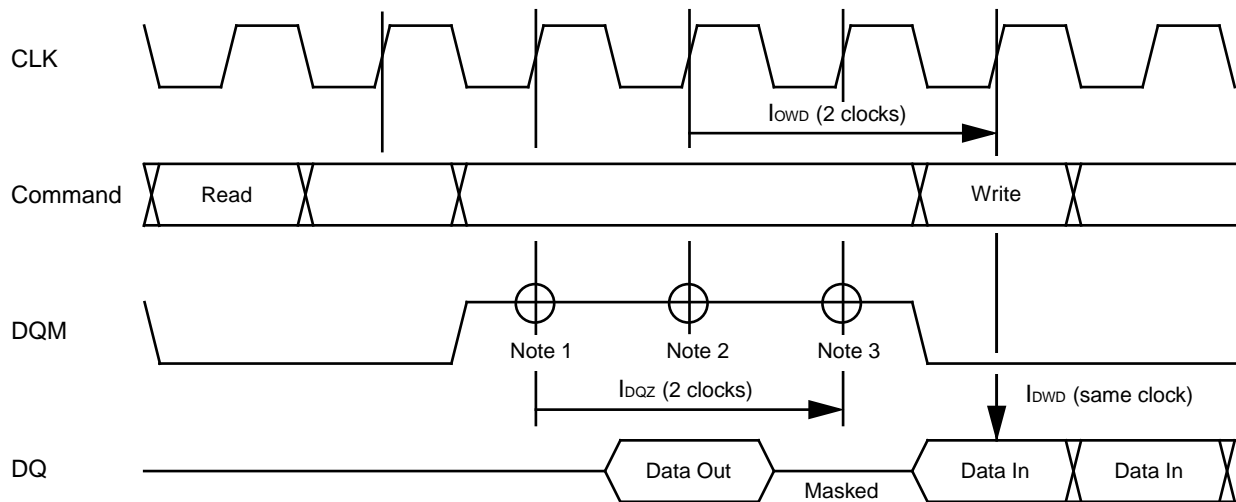 CLK
IOWD (2 clocks)
Command
Read
Write
DQM
Note 1
Note 2
Note 3
IDQZ (2 clocks)
IDWD (same clock)
DQ
Data Out
Masked
Data In
Data In